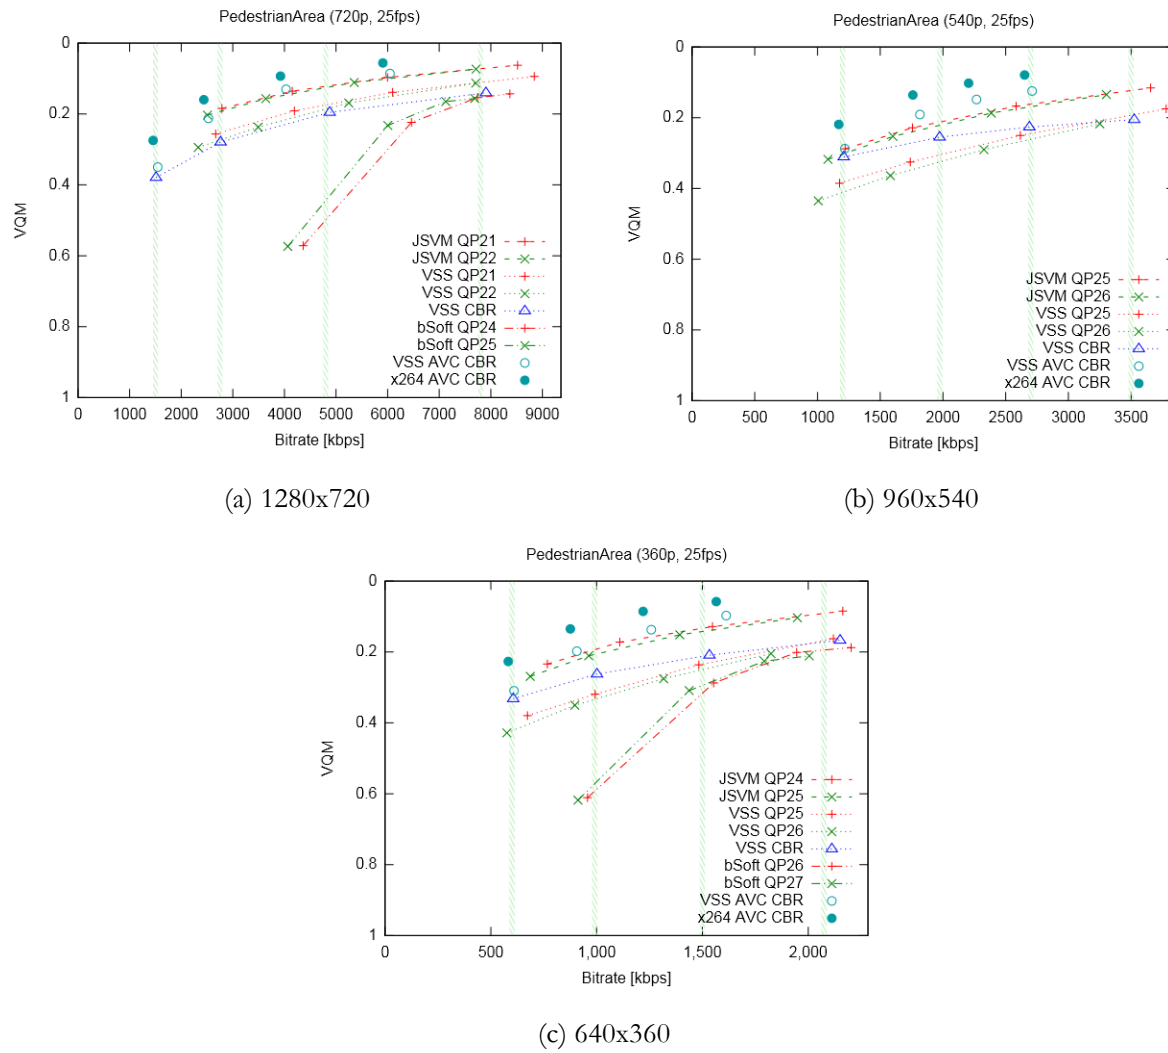 PedestrianArea (720p, 25fps)
0
0.2
0.4
0.6
0.8
1
VQM
JSVM QP21
JSVM QP22
VSS QP21
VSS QP22
VSS CBR
bSoft QP24
bSoft QP25
VSS AVC CBR
x264 AVC CBR
0 1000 2000 3000 4000 5000 6000 7000 8000 9000
Bitrate [kbps]
(a) 1280x720
PedestrianArea (540p, 25fps)
0
0.2
0.4
0.6
0.8
1
VQM
JSVM QP25
JSVM QP26
VSS QP25
VSS QP26
VSS CBR
VSS AVC CBR
x264 AVC CBR
0 500 1000 1500 2000 2500 3000 3500
Bitrate [kbps]
(b) 960x540
PedestrianArea (360p, 25fps)
0
0.2
0.4
0.6
0.8
1
VQM
JSVM QP24
JSVM QP25
VSS QP25
VSS QP26
VSS CBR
bSoft QP26
bSoft QP27
VSS AVC CBR
x264 AVC CBR
0 500 1,000 1,500 2,000
Bitrate [kbps]
(c) 640x360